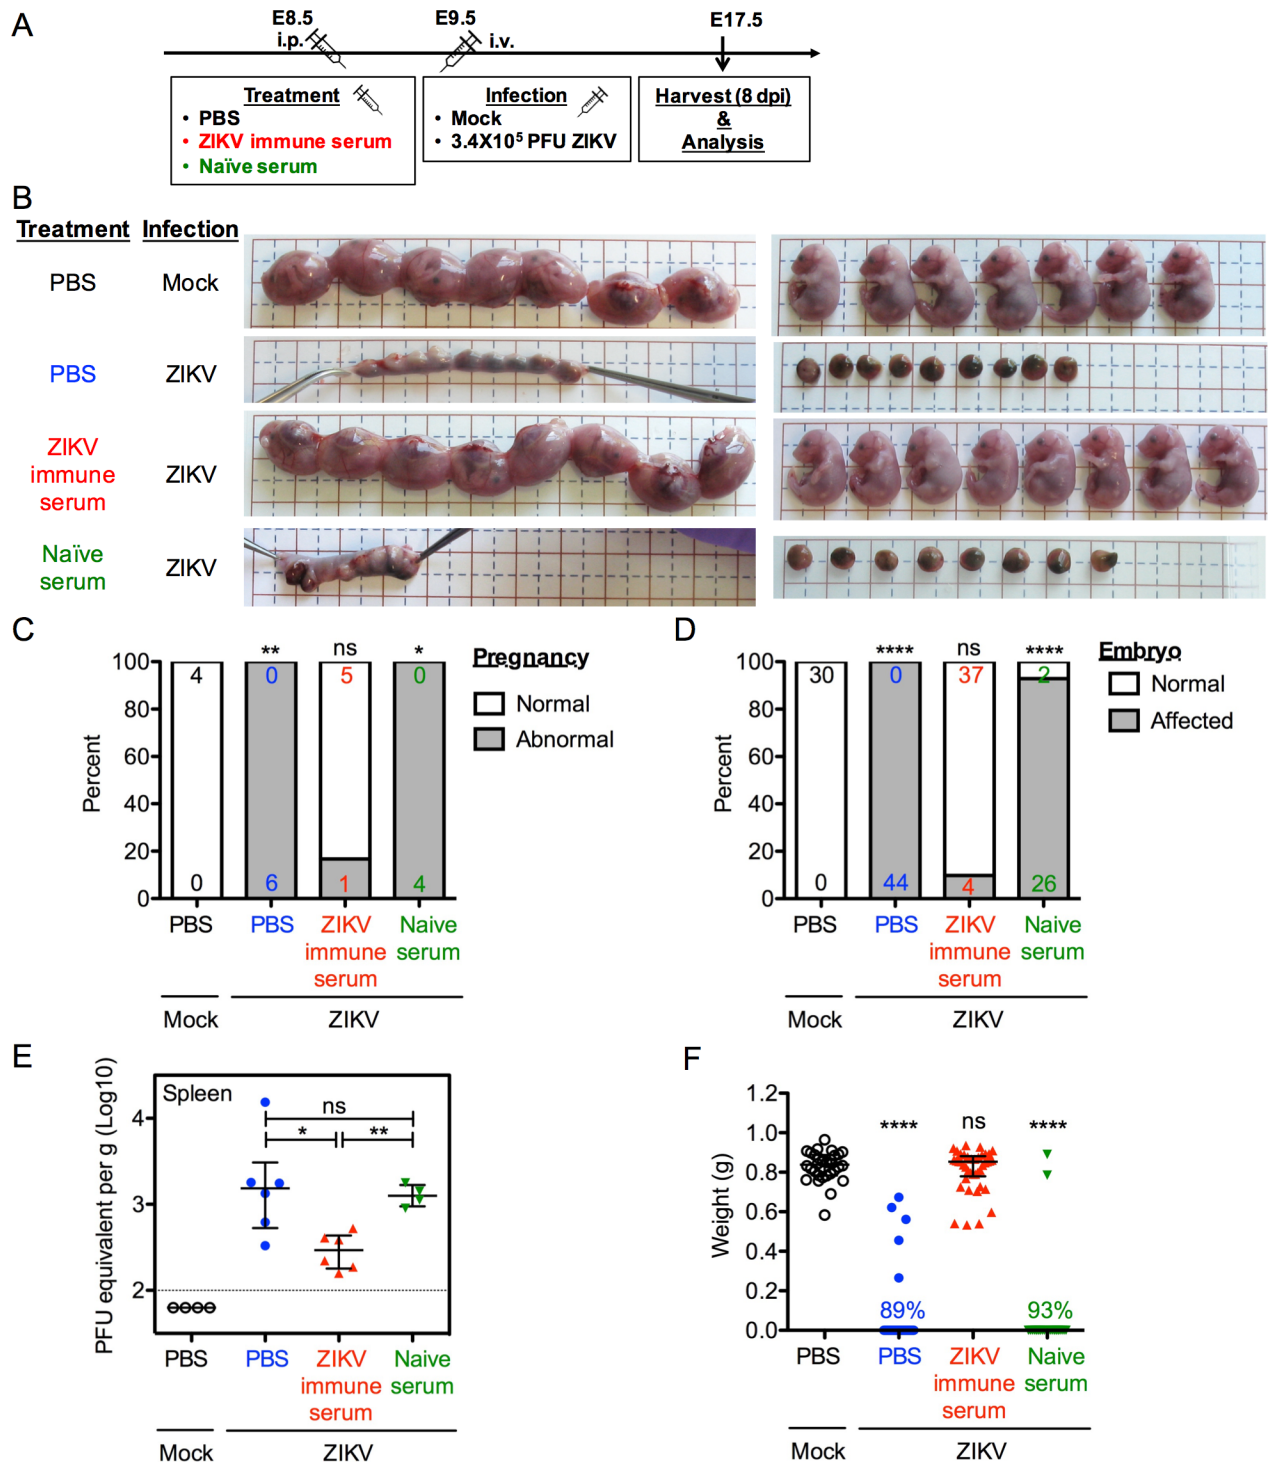 A
E8.5
i.p.
E9.5
i.v.
E17.5
Treatment
• PBS
• ZIKV immune serum
• Naïve serum
Infection
• Mock
• 3.4X10⁵ PFU ZIKV
Harvest (8 dpi)
&
Analysis
B
Treatment Infection
PBS Mock
PBS ZIKV
ZIKV
immune
serum
ZIKV
Naïve
serum
ZIKV
C
Percent
100
80
60
40
20
0
** ns *
4 0 5 0
0 6 1 4
Pregnancy
Normal
Abnormal
PBS PBS ZIKV
immune
serum
Naive
serum
Mock ZIKV
D
Percent
100
80
60
40
20
0
**** ns ****
30 0 37 2
0 44 4 26
Embryo
Normal
Affected
PBS PBS ZIKV
immune
serum
Naive
serum
Mock ZIKV
E
PFU equivalent per g (Log10)
Spleen
4
3
2
ns
* **
PBS PBS ZIKV
immune
serum
Naive
serum
Mock ZIKV
F
Weight (g)
1.2
1.0
0.8
0.6
0.4
0.2
0.0
**** ns ****
89% 93%
PBS PBS ZIKV
immune
serum
Naive
serum
Mock ZIKV